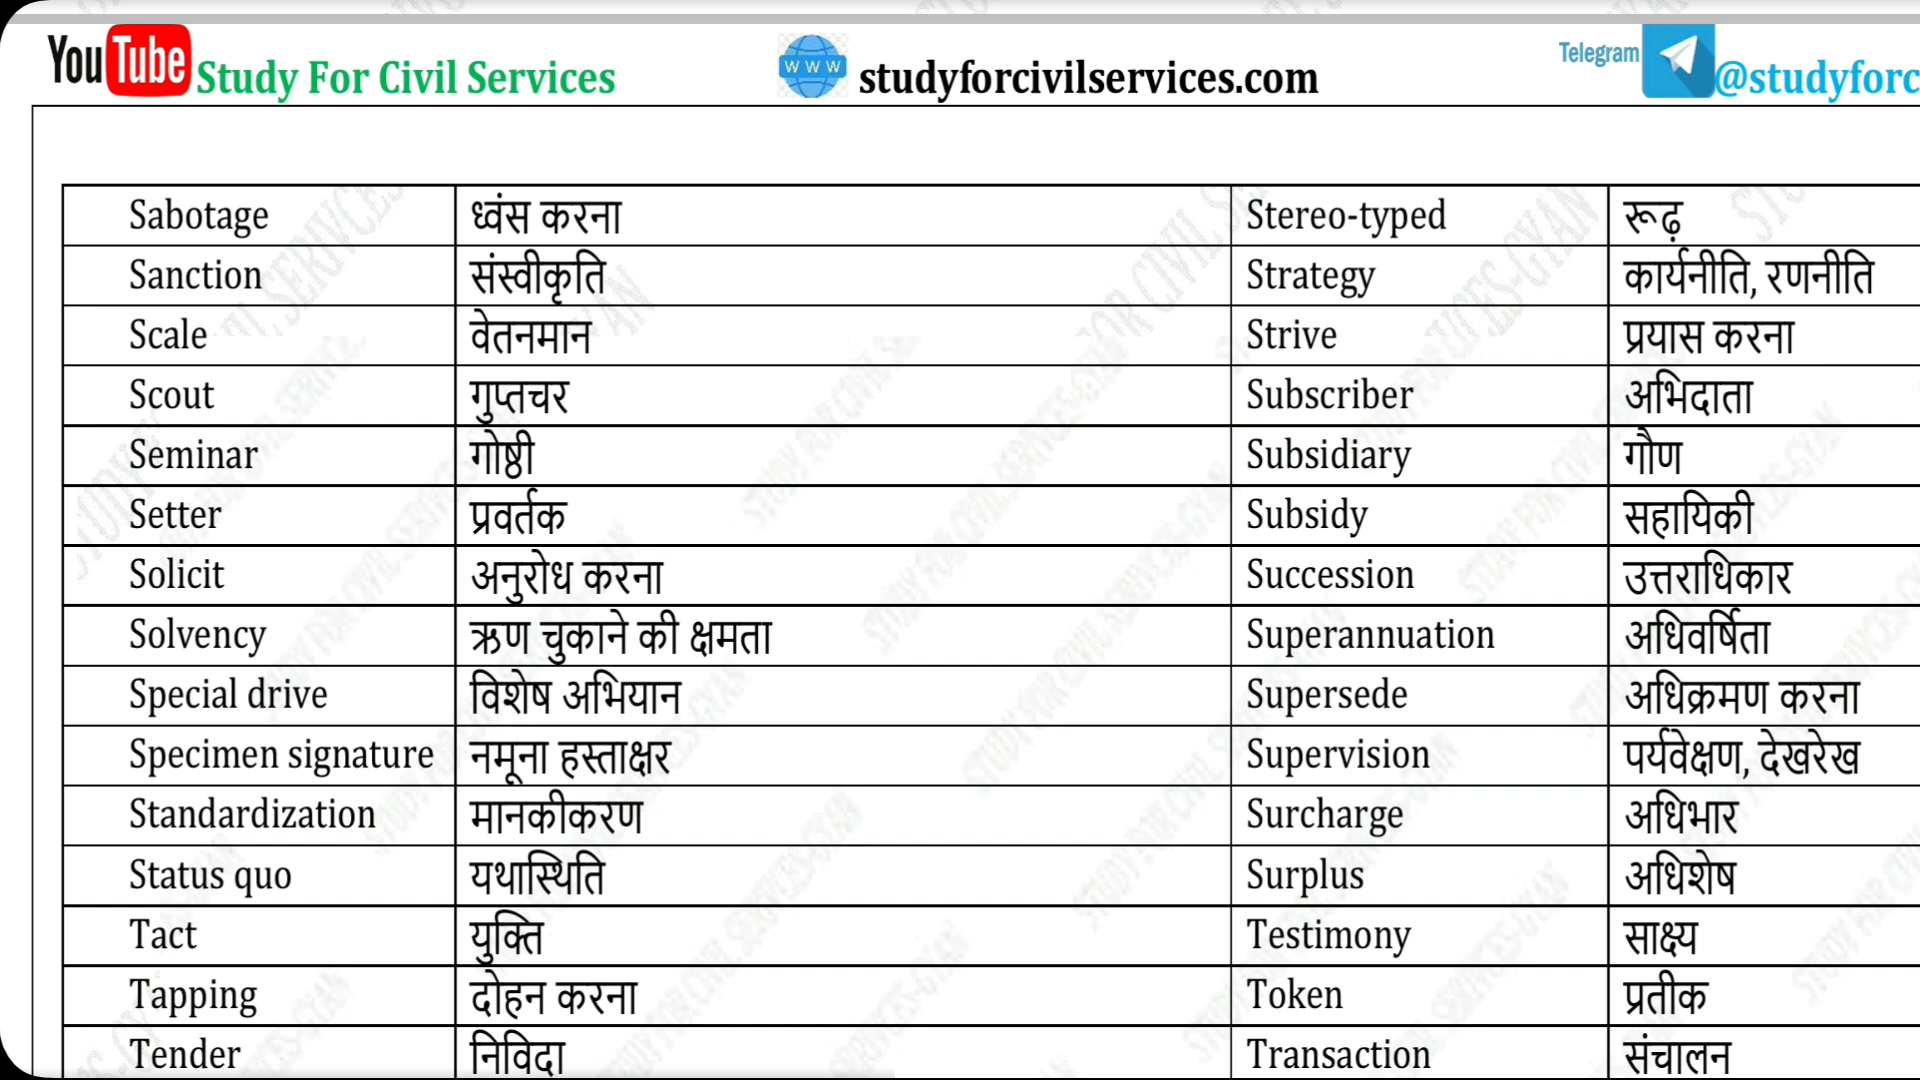 YouTube Study For Civil Services www studyforcivilservices.com Telegram @studyforc
Sabotage ध्वंस करना Stereo-typed रूढ़
Sanction संस्वीकृति Strategy कार्यनीति, रणनीति
Scale वेतनमान Strive प्रयास करना
Scout गुप्तचर Subscriber अभिदाता
Seminar गोष्ठी Subsidiary गौण
Setter प्रवर्तक Subsidy सहायिकी
Solicit अनुरोध करना Succession उत्तराधिकार
Solvency ऋण चुकाने की क्षमता Superannuation अधिवर्षिता
Special drive विशेष अभियान Supersede अधिक्रमण करना
Specimen signature नमूना हस्ताक्षर Supervision पर्यवेक्षण, देखरेख
Standardization मानकीकरण Surcharge अधिभार
Status quo यथास्थिति Surplus अधिशेष
Tact युक्ति Testimony साक्ष्य
Tapping दोहन करना Token प्रतीक
Tender निविदा Transaction संचालन